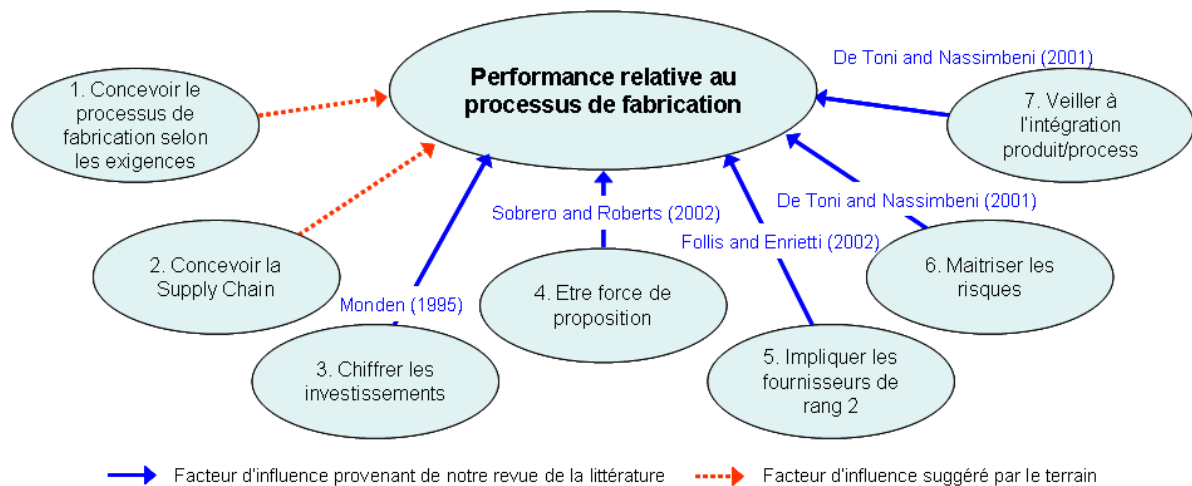 Performance relative au
processus de fabrication
De Toni and Nassimbeni (2001)
1. Concevoir le
processus de
fabrication selon
les exigences
7. Veiller à
l'intégration
produit/process
Sobrero and Roberts (2002)
De Toni and Nassimbeni (2001)
Follis and Enrietti (2002)
2. Concevoir la
Supply Chain
Monden (1995)
4. Etre force de
proposition
6. Maitriser les
risques
3. Chiffrer les
investissements
5. Impliquer les
fournisseurs de
rang 2
Facteur d'influence provenant de notre revue de la littérature
Facteur d'influence suggéré par le terrain